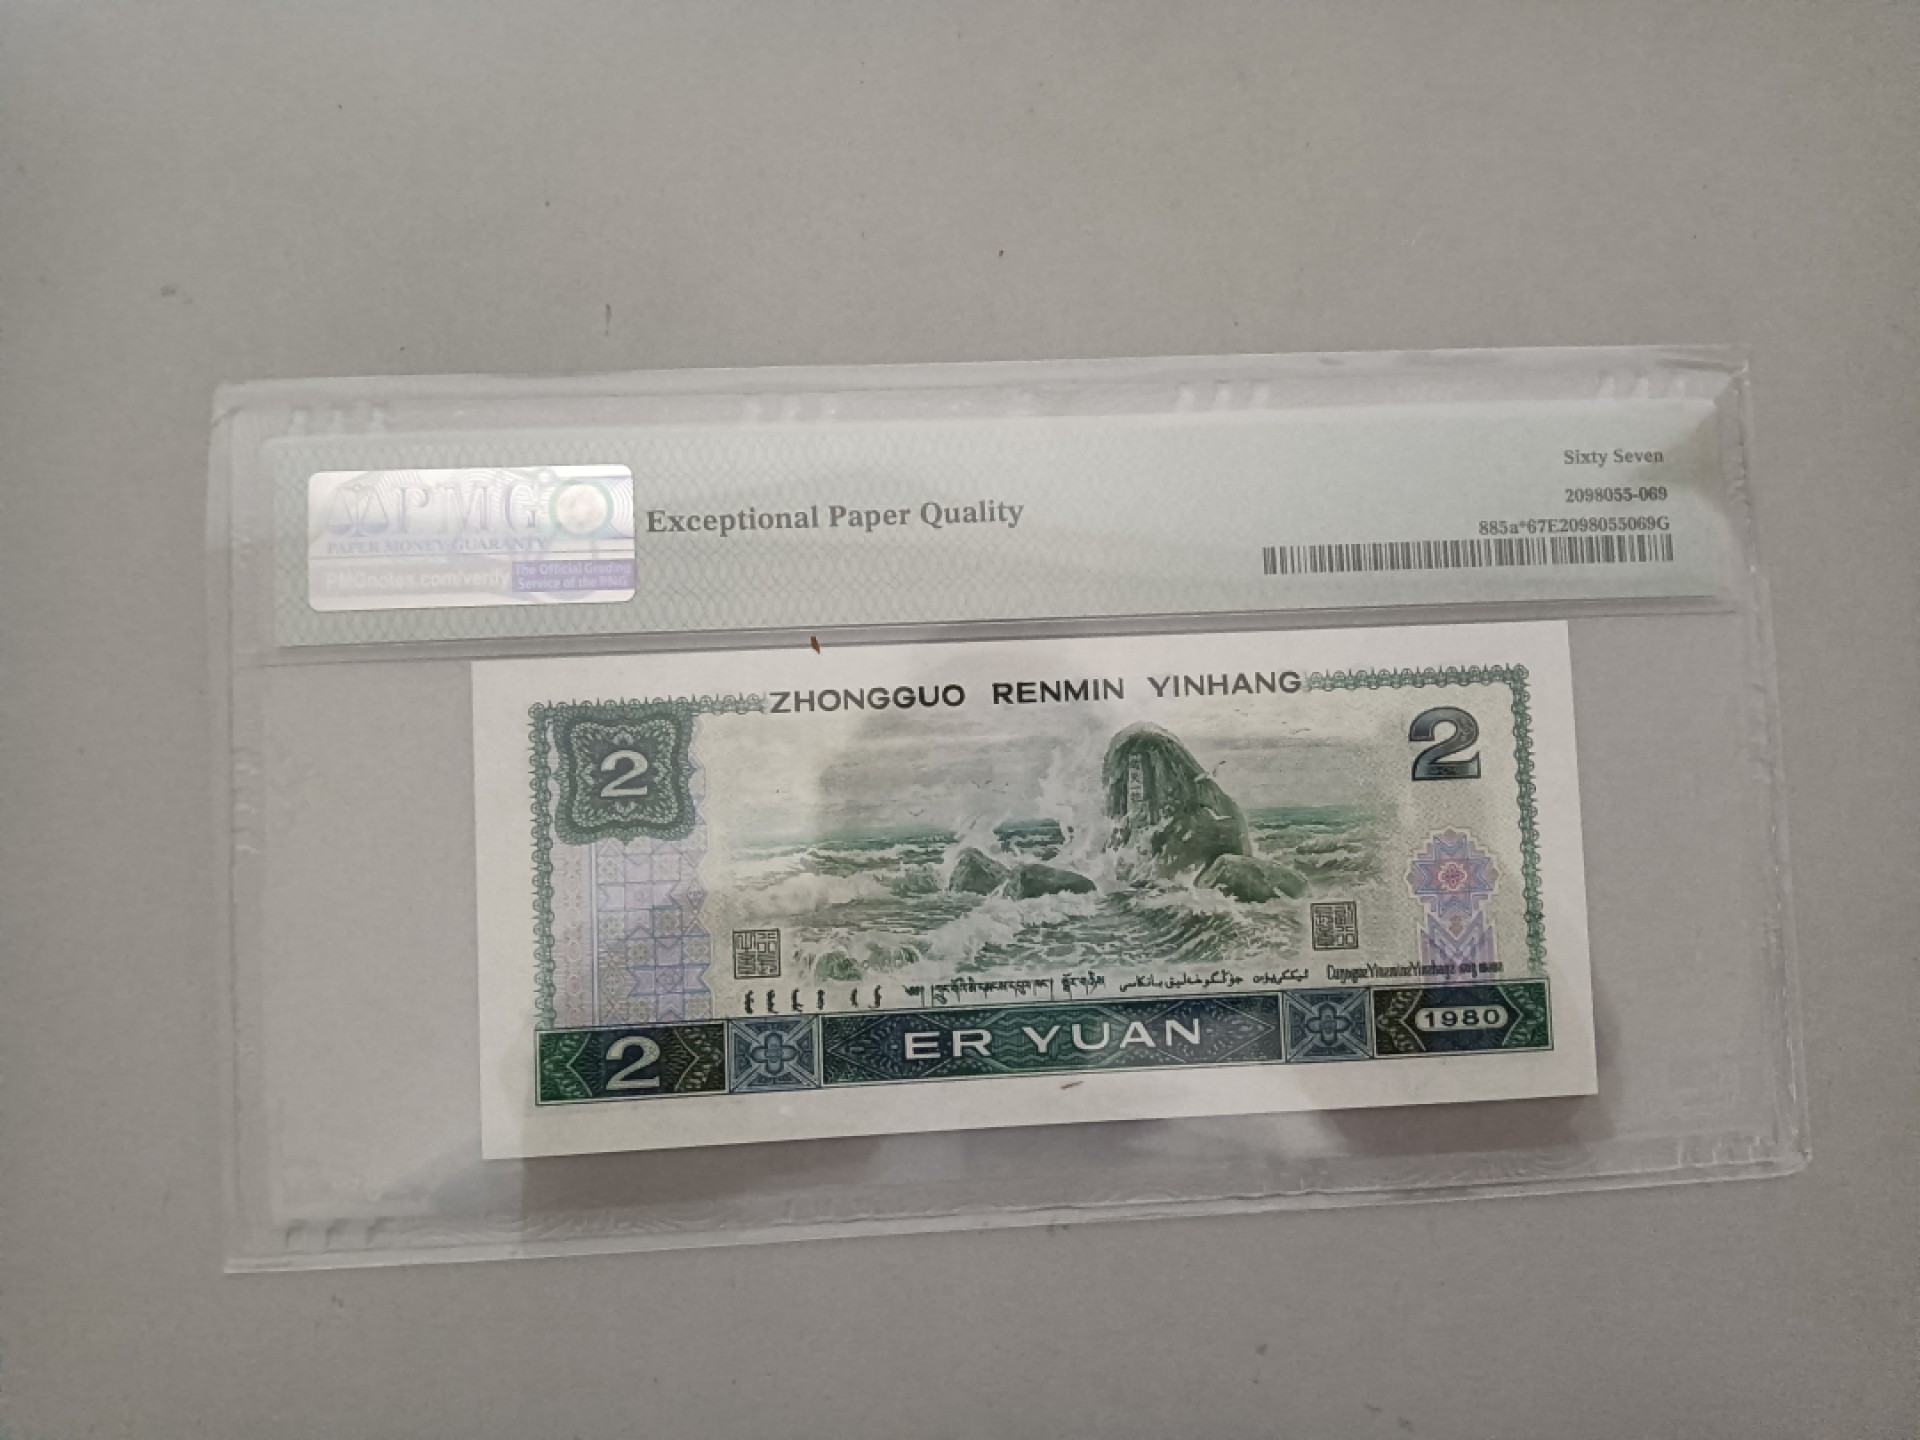 Sixty Seven
2098055-069
885a*67E2098055069G
PMG
PAPER MONEY GUARANTY
PMGnotes.com/verify
The Official Grading
Service of the PNG
Exceptional Paper Quality
ZHONGGUO RENMIN YINHANG
2
2
2
ER YUAN
1980